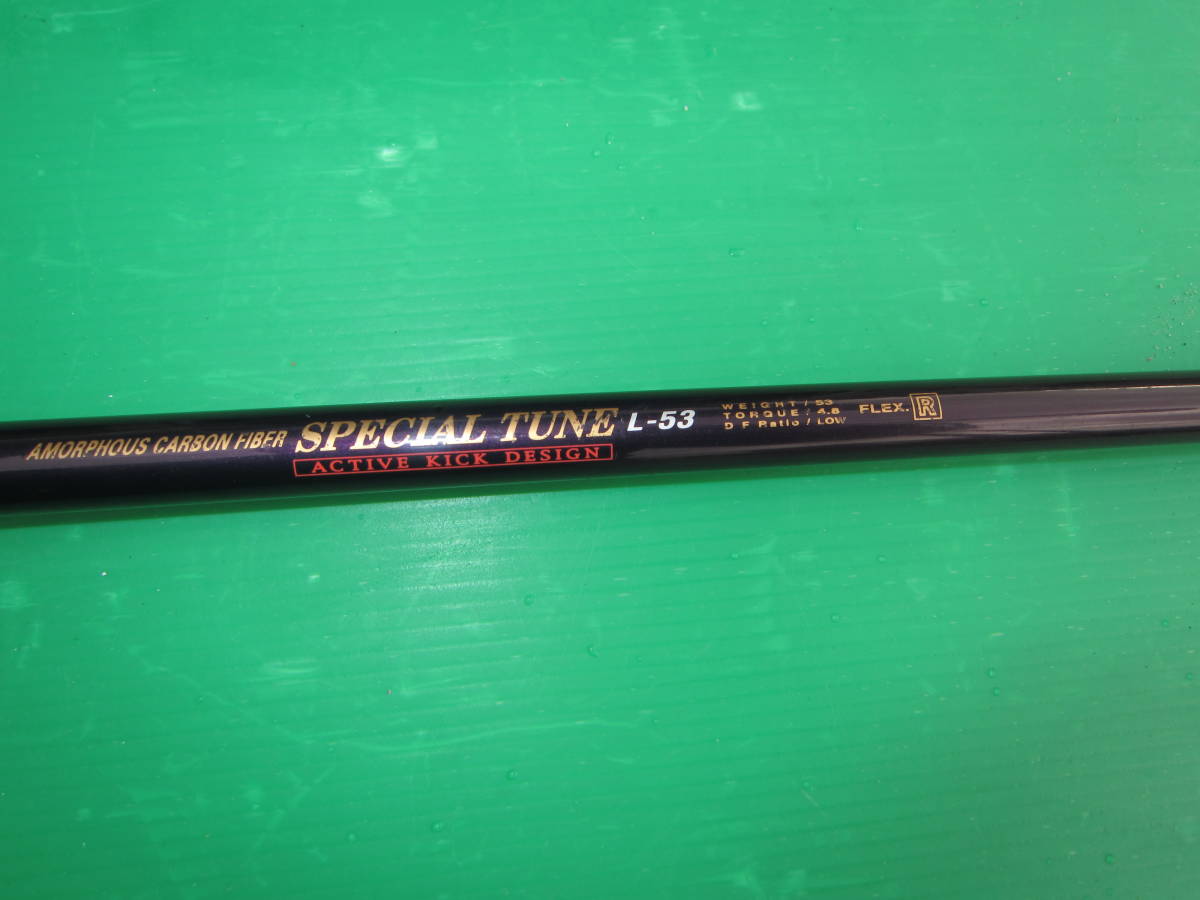 AMORPHOUS CARBON FIBER
SPECIAL TUNE L-53
ACTIVE KICK DESIGN
WEIGHT / 53
TORQUE / 4.8
D F Ratio / LOW
FLEX. R